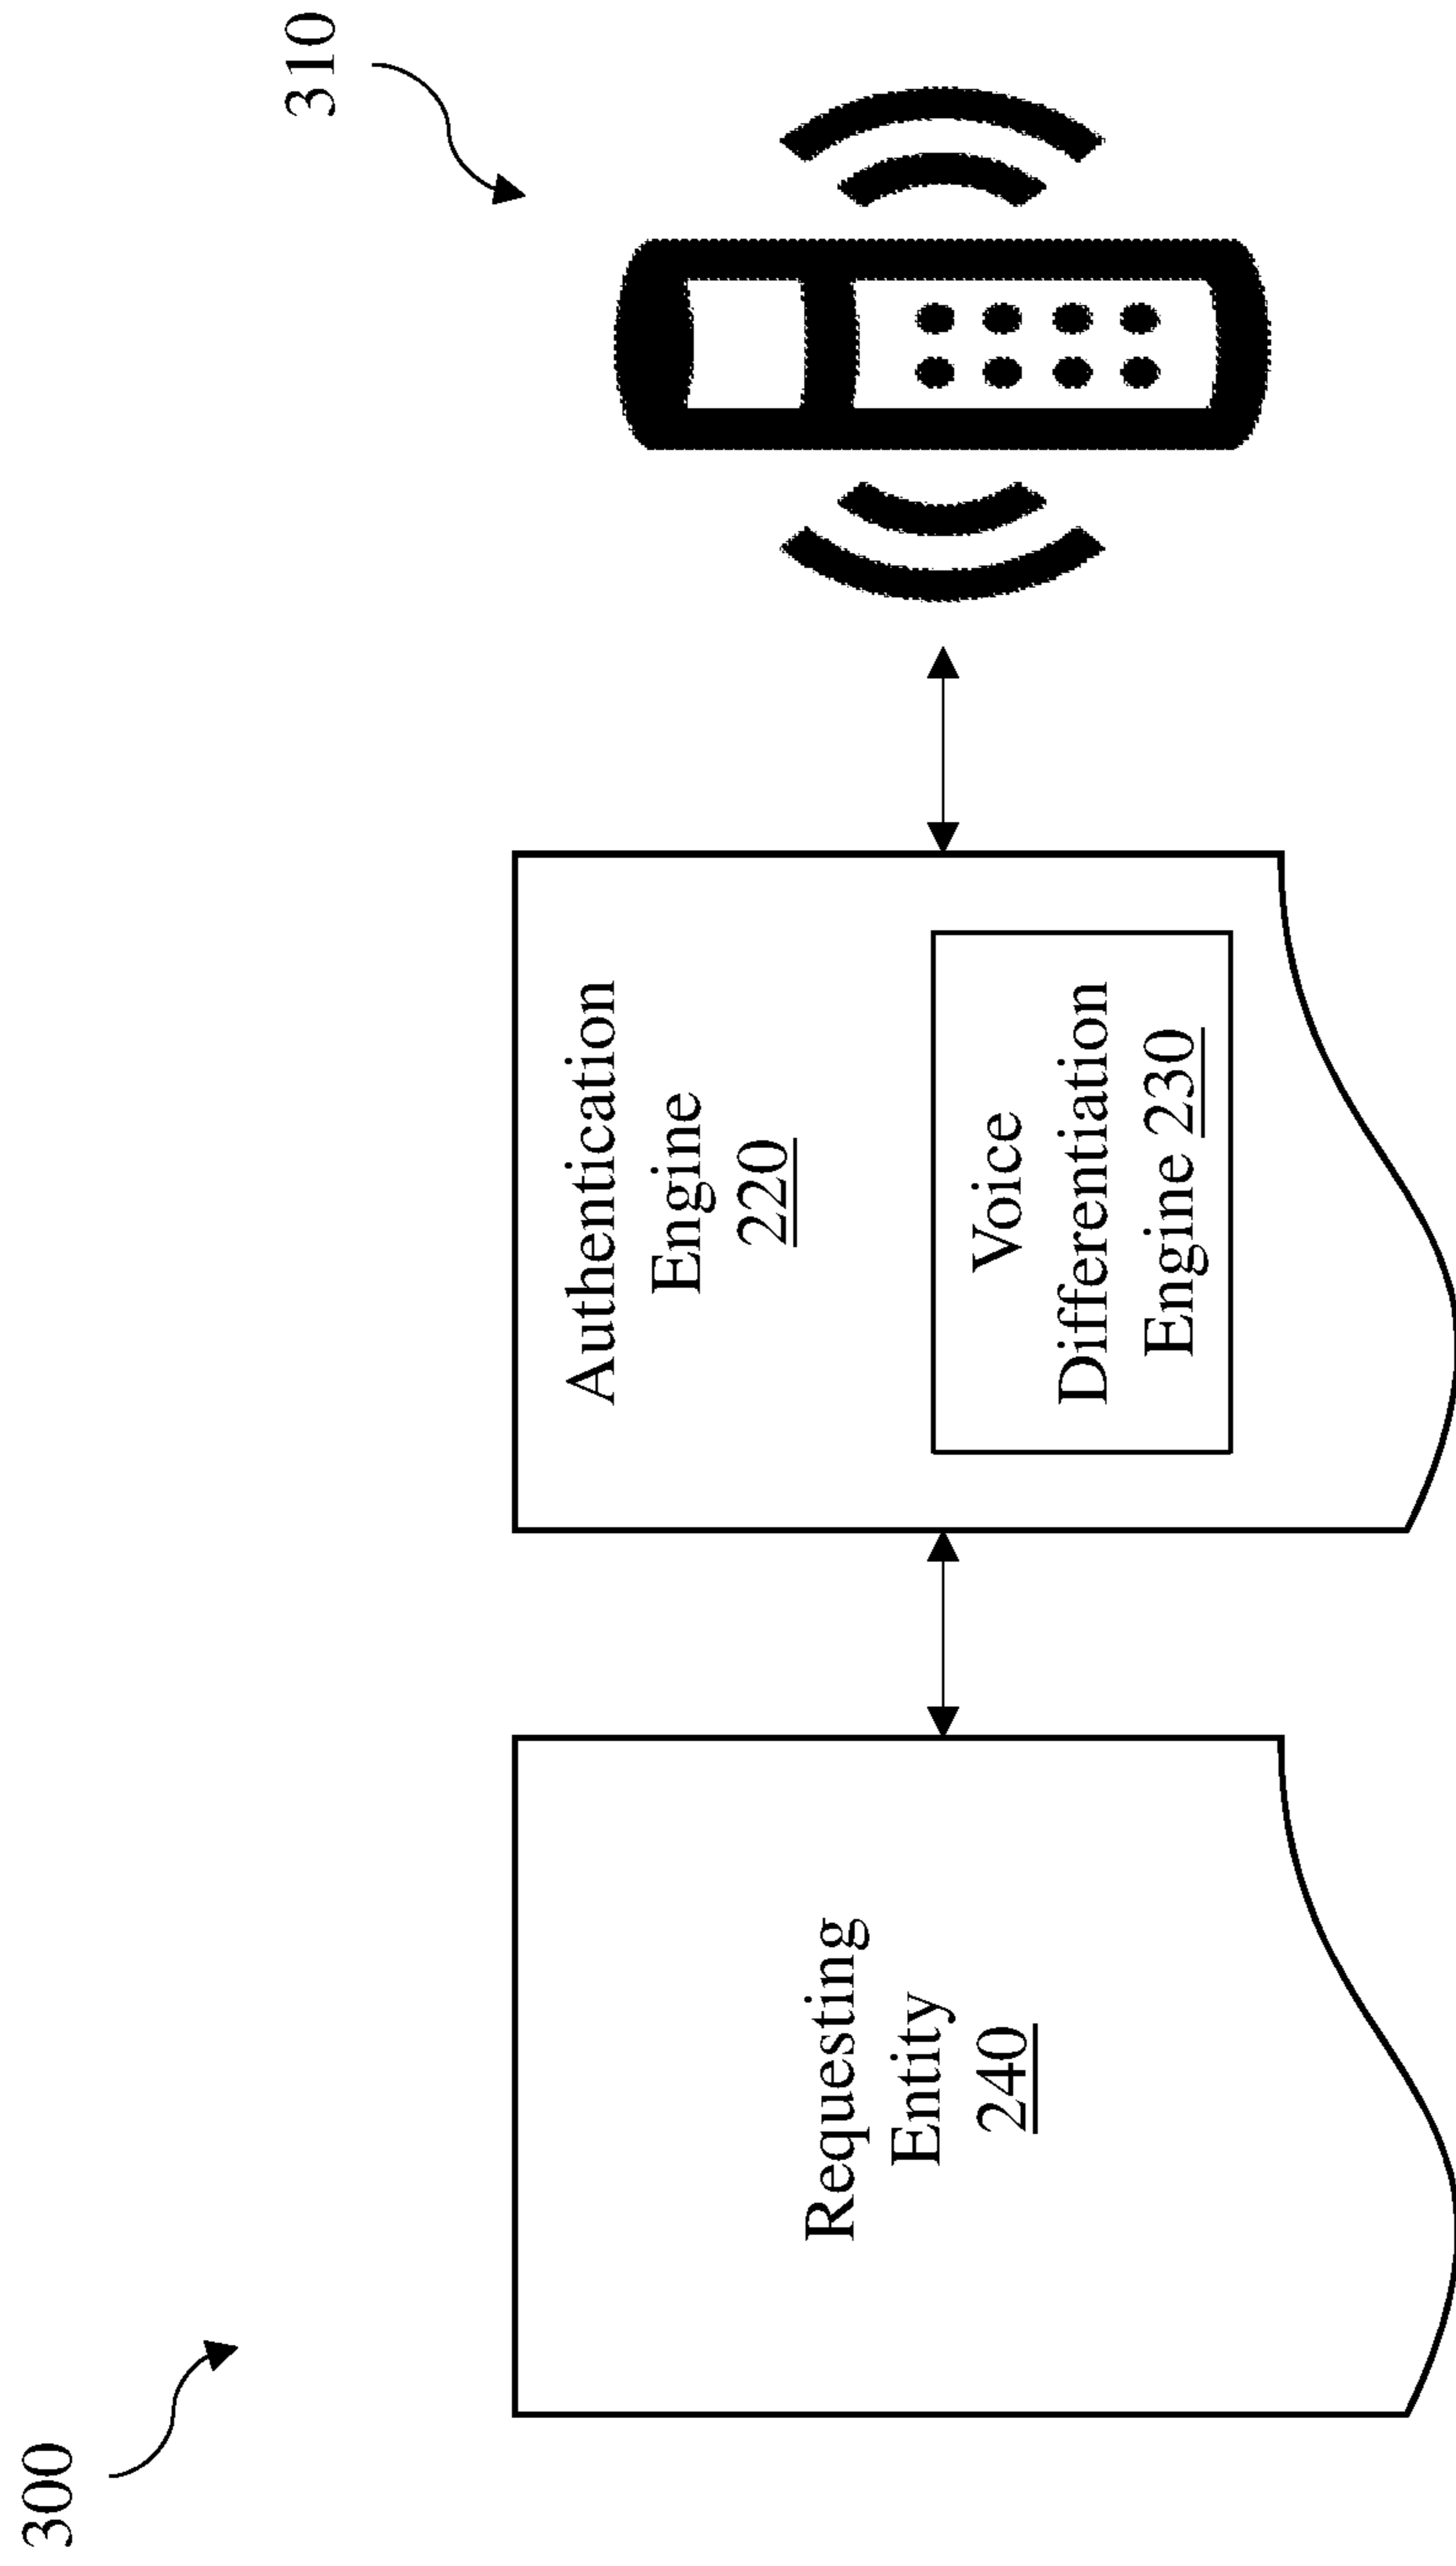 310
Authentication
Engine
220
Voice
Differentiation
Engine 230
Requesting
Entity
240
300